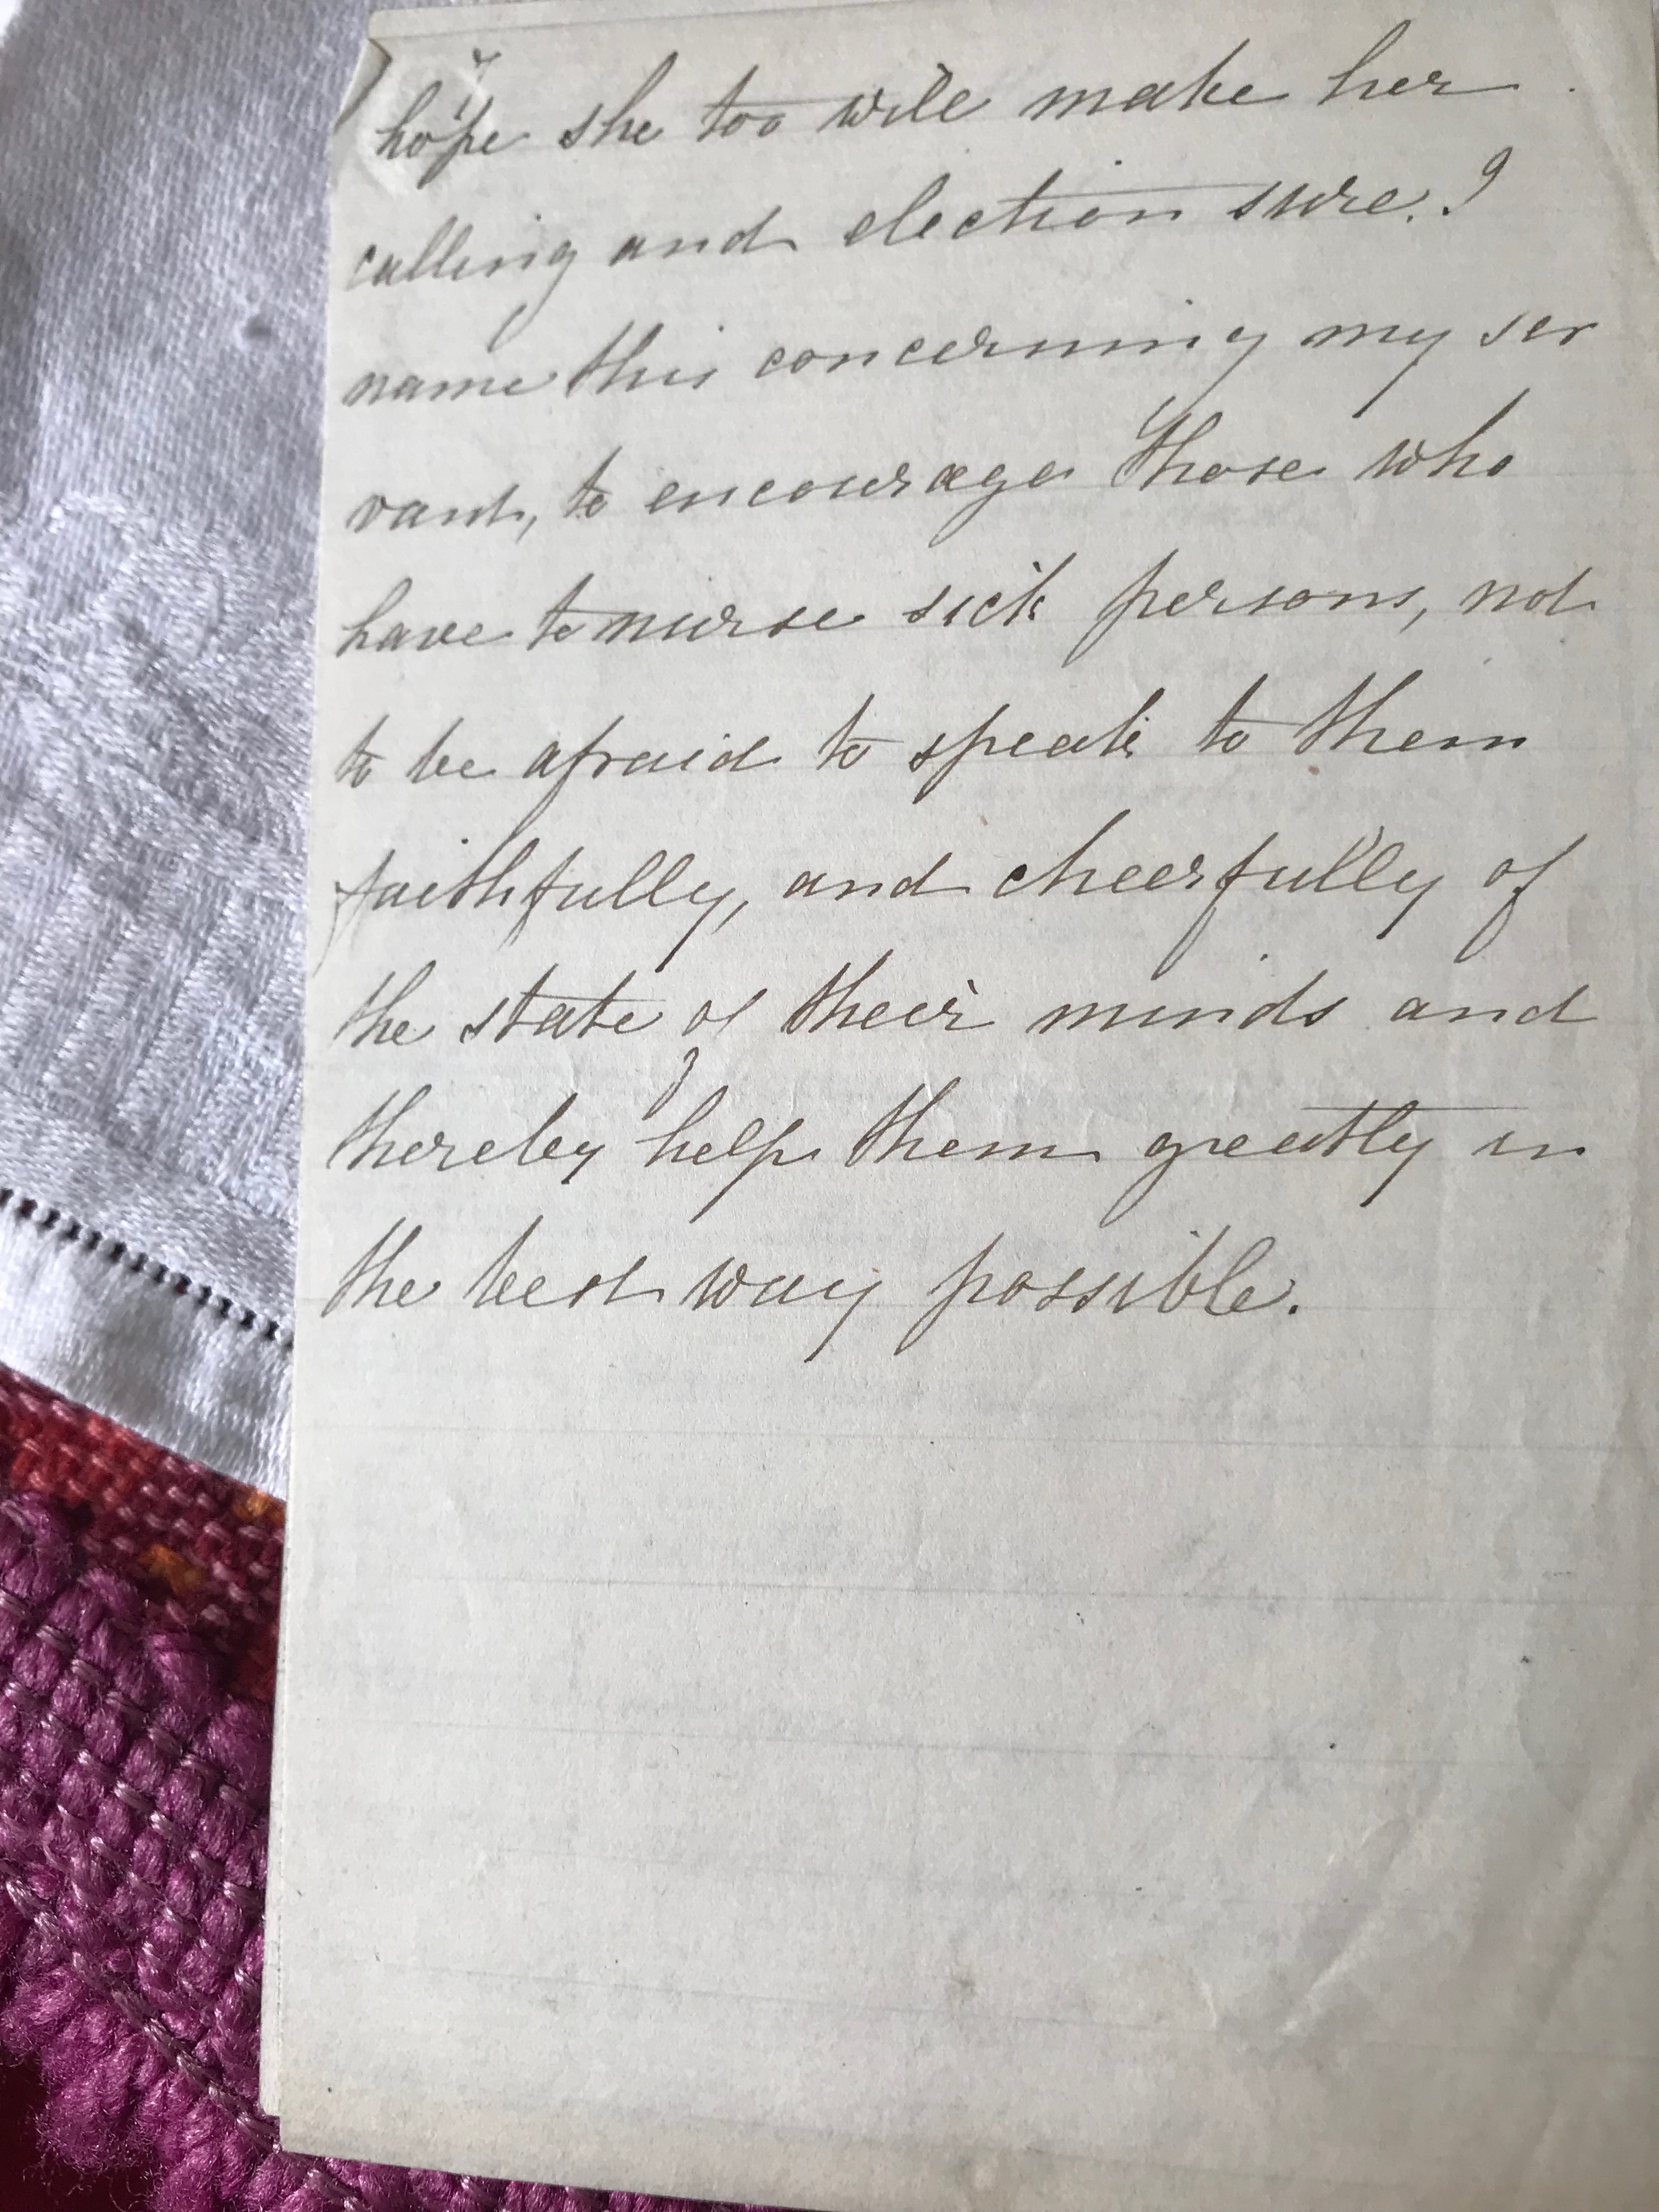 hope she too will make her
calling and election sure. I
name this concerning my ser
vant, to encourage those who
have to nurse sick persons, not
to be afraid to speak to them
faithfully, and cheerfully of
the state of their minds and
thereby help them greatly in
the best way possible.